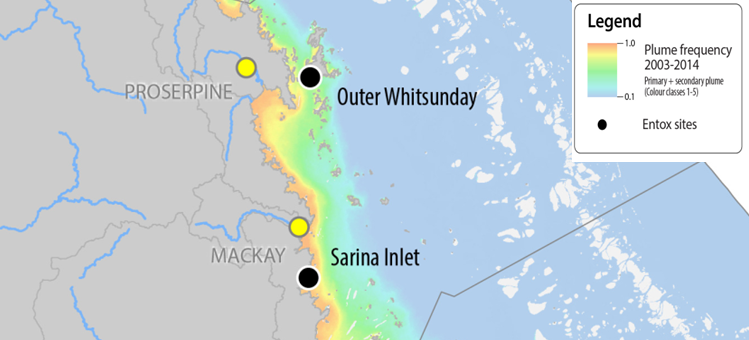 Legend
1.0
Plume frequency
2003-2014
Primary + secondary plume
(Colour classes 1-5)
0.1
Entox sites
PROSERPINE
Outer Whitsunday
MACKAY
Sarina Inlet